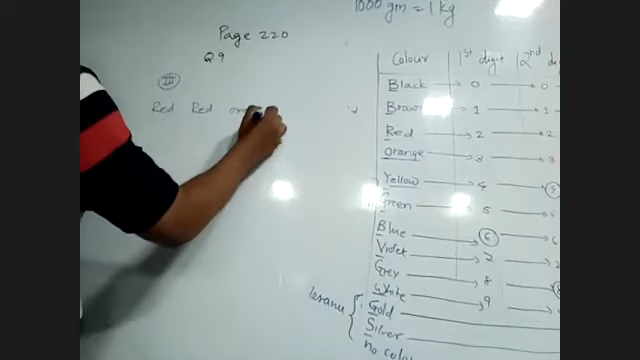 1000 gm = 1 kg
Page 220
Q9
III
Red Red
Colour 1st digit 2nd
Black 0 0
Brown 1 1
Red 2 2
orange 3 3
Yellow 4
Green 5
Blue 6 6
Violet 7
Grey 8
White 9
Gold
Silver
no